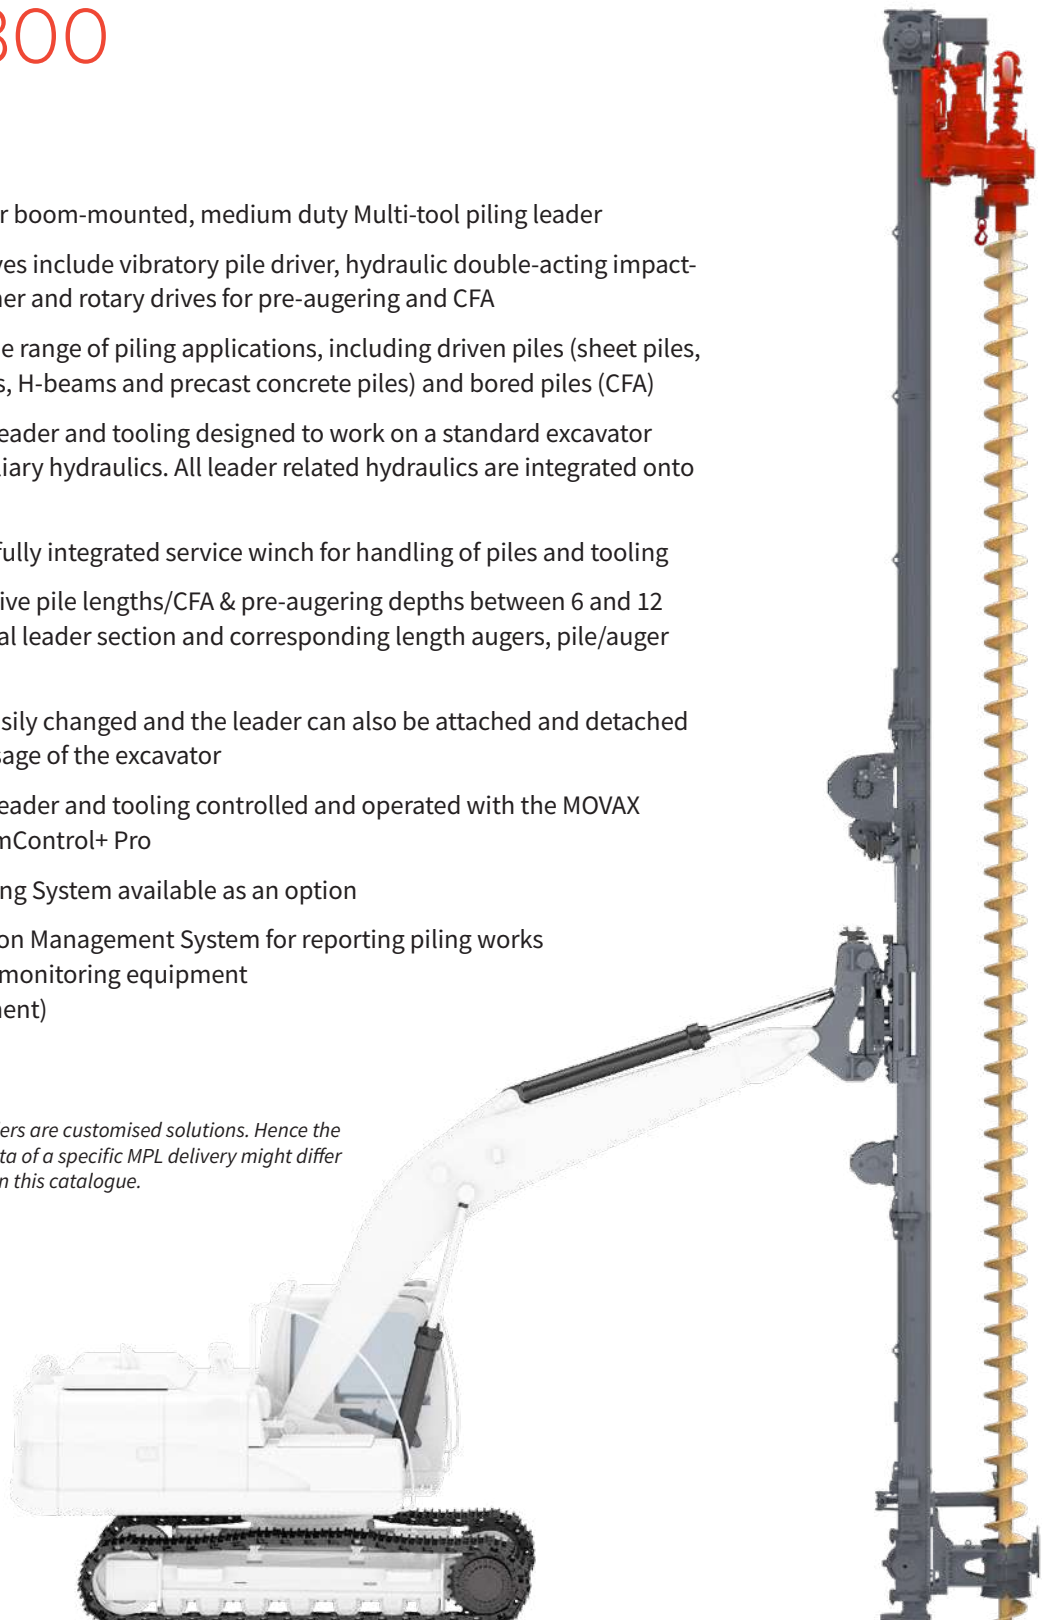 300
r boom-mounted, medium duty Multi-tool piling leader
ves include vibratory pile driver, hydraulic double-acting impact-
ner and rotary drives for pre-augering and CFA
e range of piling applications, including driven piles (sheet piles,
s, H-beams and precast concrete piles) and bored piles (CFA)
eader and tooling designed to work on a standard excavator
liary hydraulics. All leader related hydraulics are integrated onto
fully integrated service winch for handling of piles and tooling
ive pile lengths/CFA & pre-augering depths between 6 and 12
al leader section and corresponding length augers, pile/auger
sily changed and the leader can also be attached and detached
sage of the excavator
eader and tooling controlled and operated with the MOVAX
mControl+ Pro
ng System available as an option
on Management System for reporting piling works
monitoring equipment
nent)
ers are customised solutions. Hence the
ta of a specific MPL delivery might differ
n this catalogue.